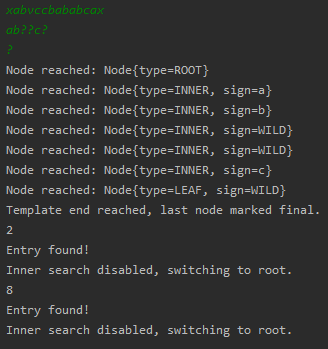 xabvccbababcax
ab??c?
?
Node reached: Node{type=ROOT}
Node reached: Node{type=INNER, sign=a}
Node reached: Node{type=INNER, sign=b}
Node reached: Node{type=INNER, sign=WILD}
Node reached: Node{type=INNER, sign=WILD}
Node reached: Node{type=INNER, sign=c}
Node reached: Node{type=LEAF, sign=WILD}
Template end reached, last node marked final.
2
Entry found!
Inner search disabled, switching to root.
8
Entry found!
Inner search disabled, switching to root.